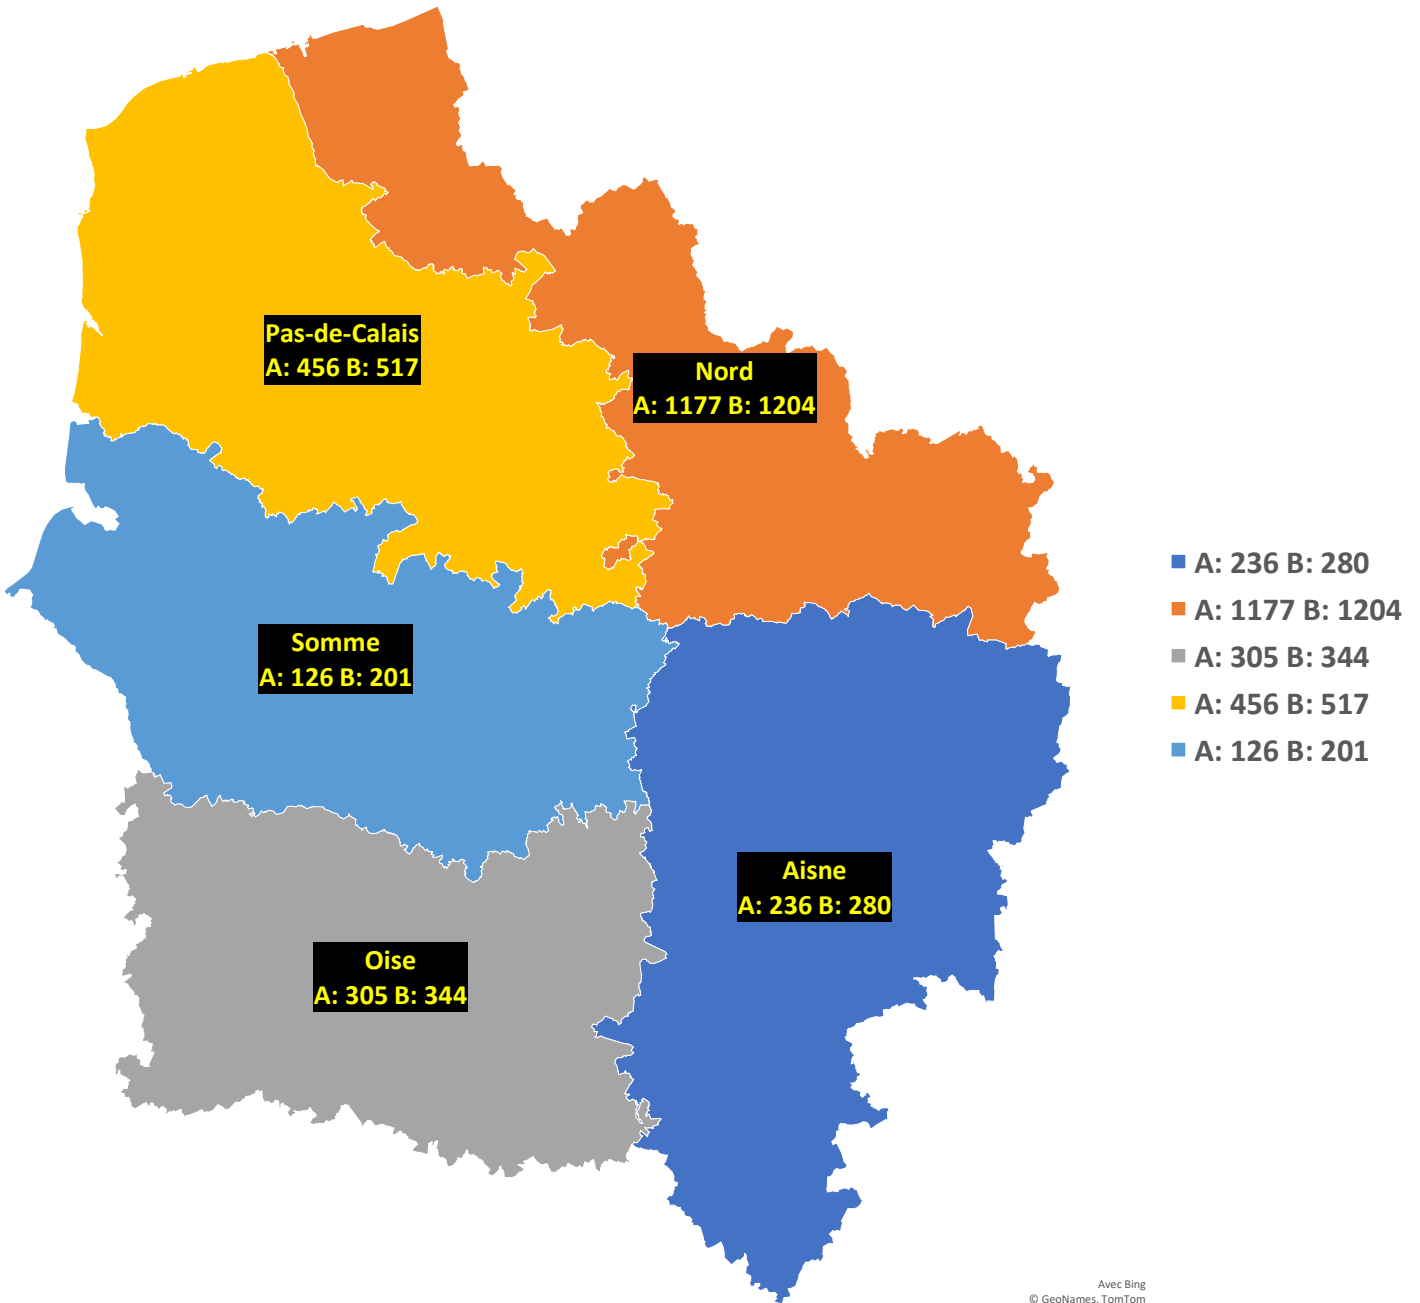 Pas-de-Calais
A: 456 B: 517
Nord
A: 1177 B: 1204
Somme
A: 126 B: 201
Aisne
A: 236 B: 280
Oise
A: 305 B: 344
A: 236 B: 280
A: 1177 B: 1204
A: 305 B: 344
A: 456 B: 517
A: 126 B: 201
Avec Bing
© GeoNames, TomTom